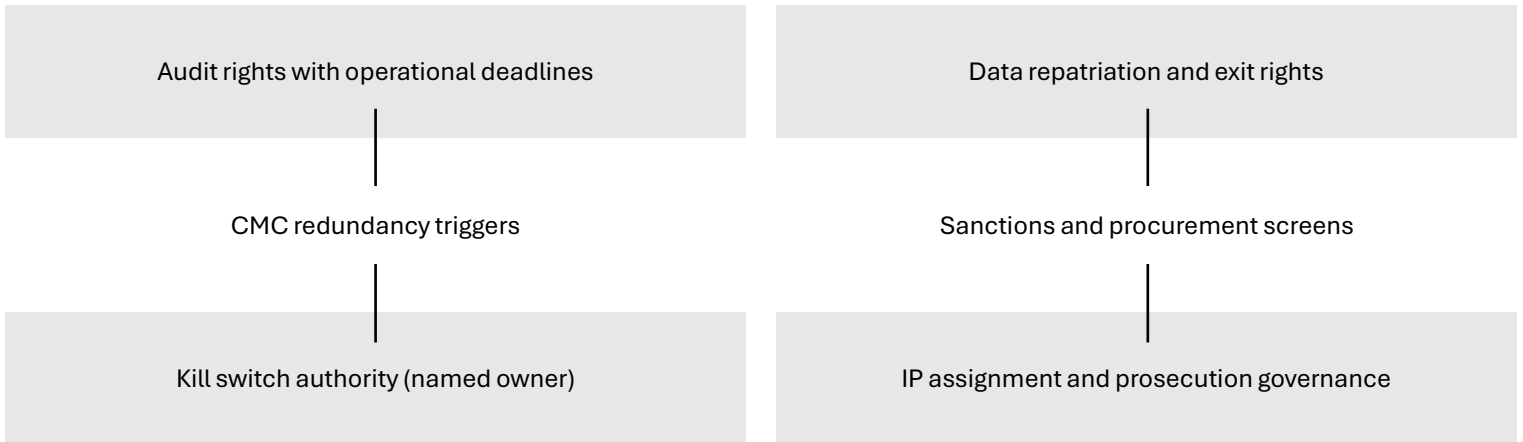 Audit rights with operational deadlines
CMC redundancy triggers
Kill switch authority (named owner)
Data repatriation and exit rights
Sanctions and procurement screens
IP assignment and prosecution governance